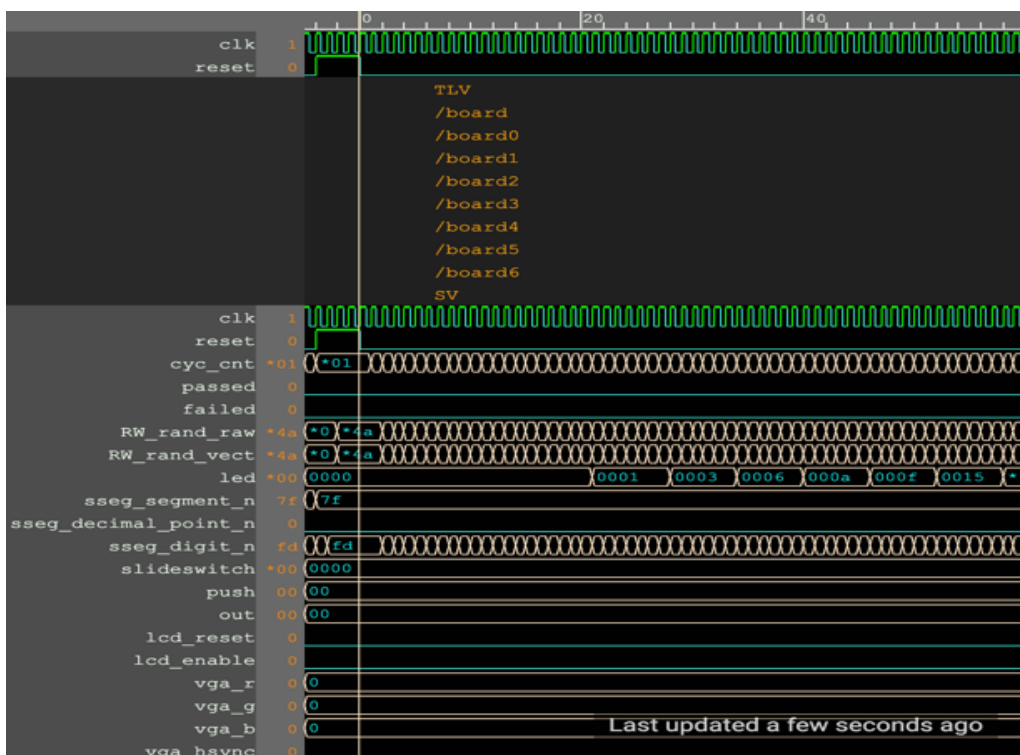 0 20 40
clk 1
reset 0
TLV
/board
/board0
/board1
/board2
/board3
/board4
/board5
/board6
SV
clk 1
reset 0
cyc_cnt *01 *01
passed 0
failed 0
RW_rand_raw *4a *0 *4a
RW_rand_vect *4a *0 *4a
led *00 0000 0001 0003 0006 000a 000f 0015 *
sseg_segment_n 7f 7f
sseg_decimal_point_n 0
sseg_digit_n fd fd
slideswitch *00 0000
push 00 00
out 00 00
lcd_reset 0
lcd_enable 0
vga_r 0 0
vga_g 0 0
vga_b 0 0
Last updated a few seconds ago
vga_hsync 0